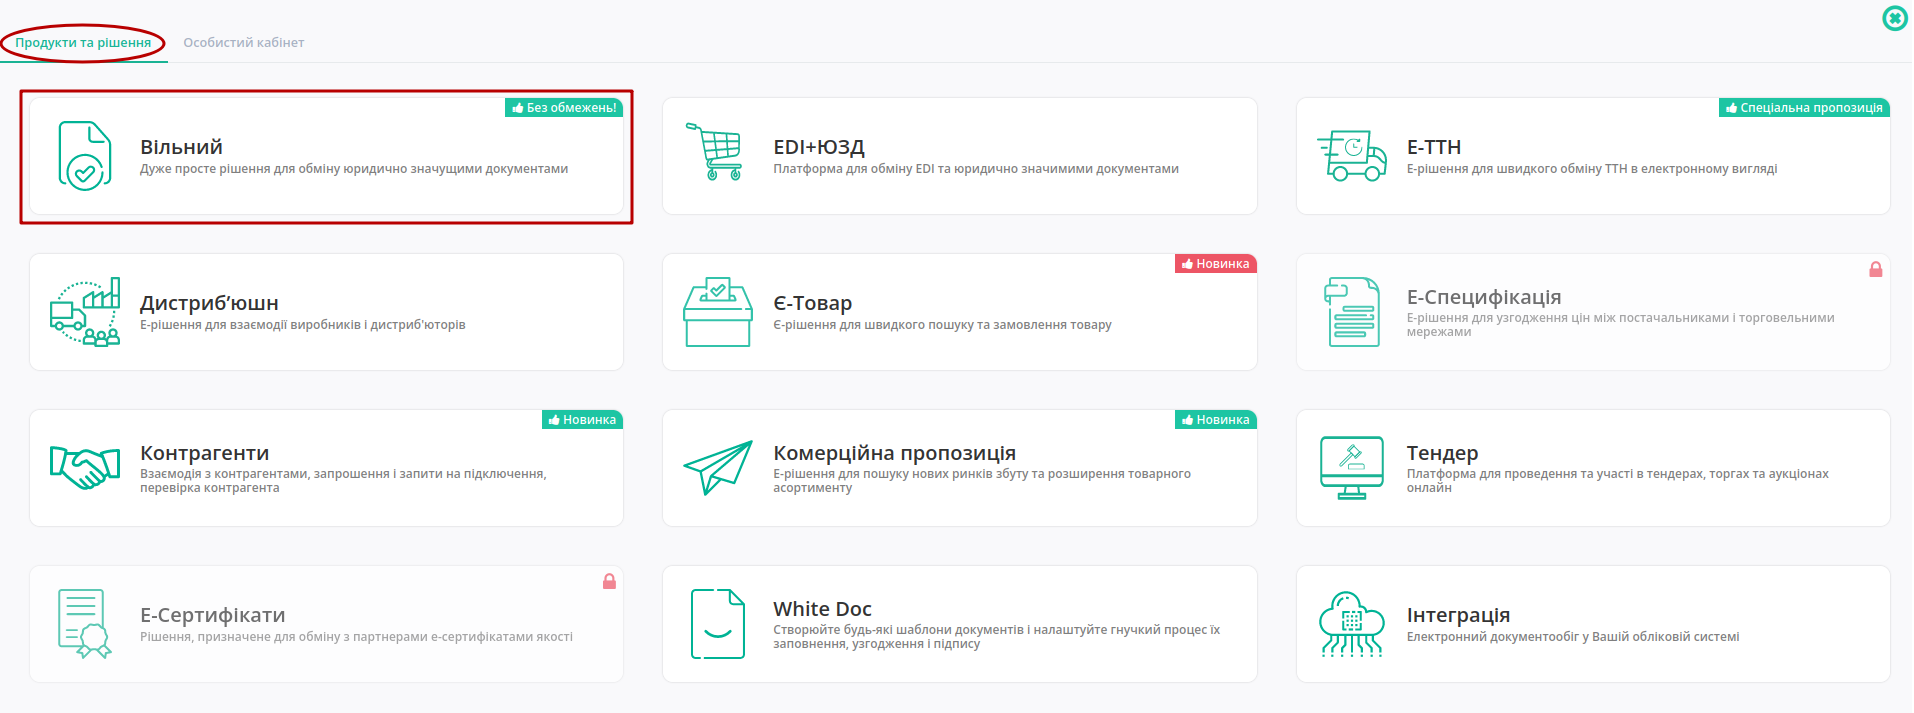 Продукти та рішення
Особистий кабінет
Без обмежень!
Вільний
Дуже просте рішення для обміну юридично значущими документами
EDI+ЮЗД
Платформа для обміну EDI та юридично значимими документами
Спеціальна пропозиція
Е-ТТН
Е-рішення для швидкого обміну ТТН в електронному вигляді
Дистриб’юшн
Е-рішення для взаємодії виробників і дистриб'юторів
Новинка
Є-Товар
Є-рішення для швидкого пошуку та замовлення товару
Е-Специфікація
Е-рішення для узгодження цін між постачальниками і торговельними
мережами
Новинка
Контрагенти
Взаємодія з контрагентами, запрошення і запити на підключення,
перевірка контрагента
Новинка
Комерційна пропозиція
Е-рішення для пошуку нових ринків збуту та розширення товарного
асортименту
Тендер
Платформа для проведення та участі в тендерах, торгах та аукціонах
онлайн
Е-Сертифікати
Рішення, призначене для обміну з партнерами е-сертифікатами якості
White Doc
Створюйте будь-які шаблони документів і налаштуйте гнучкий процес їх
заповнення, узгодження і підпису
Інтеграція
Електронний документообіг у Вашій обліковій системі